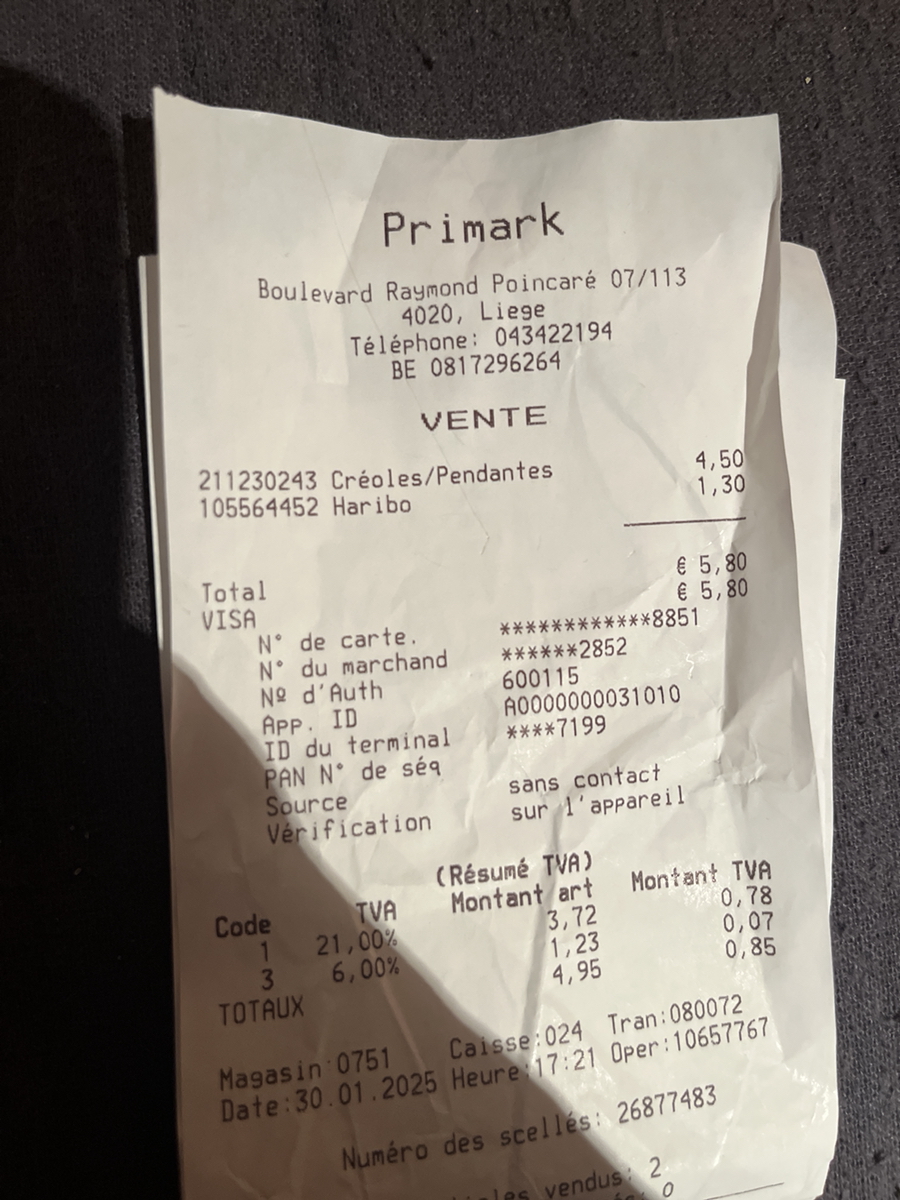 Primark
Boulevard Raymond Poincaré 07/113
4020, Liege
Téléphone: 043422194
BE 0817296264
VENTE
211230243 Créoles/Pendantes 4,50
105564452 Haribo 1,30
Total € 5,80
VISA € 5,80
N° de carte. ************8851
N° du marchand ******2852
Nº d'Auth 600115
App. ID A0000000031010
ID du terminal ****7199
PAN N° de séq
Source sans contact
Vérification sur l'appareil
(Résumé TVA)
Code TVA Montant art Montant TVA
1 21,00% 3,72 0,78
3 6,00% 1,23 0,07
TOTAUX 4,95 0,85
Magasin:0751 Caisse:024 Tran:080072
Date:30.01.2025 Heure:17:21 Oper:10657767
Numéro des scellés: 26877483
vendus: 2
0